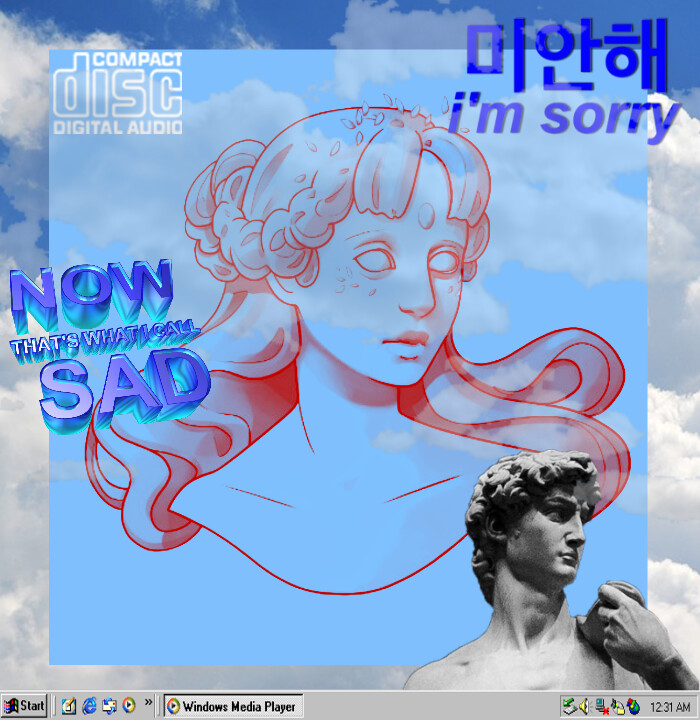 COMPACT
disc
DIGITAL AUDIO
미안해
i'm sorry
NOW
THAT'S WHAT I CALL
SAD
Start
»
Windows Media Player
12:31 AM